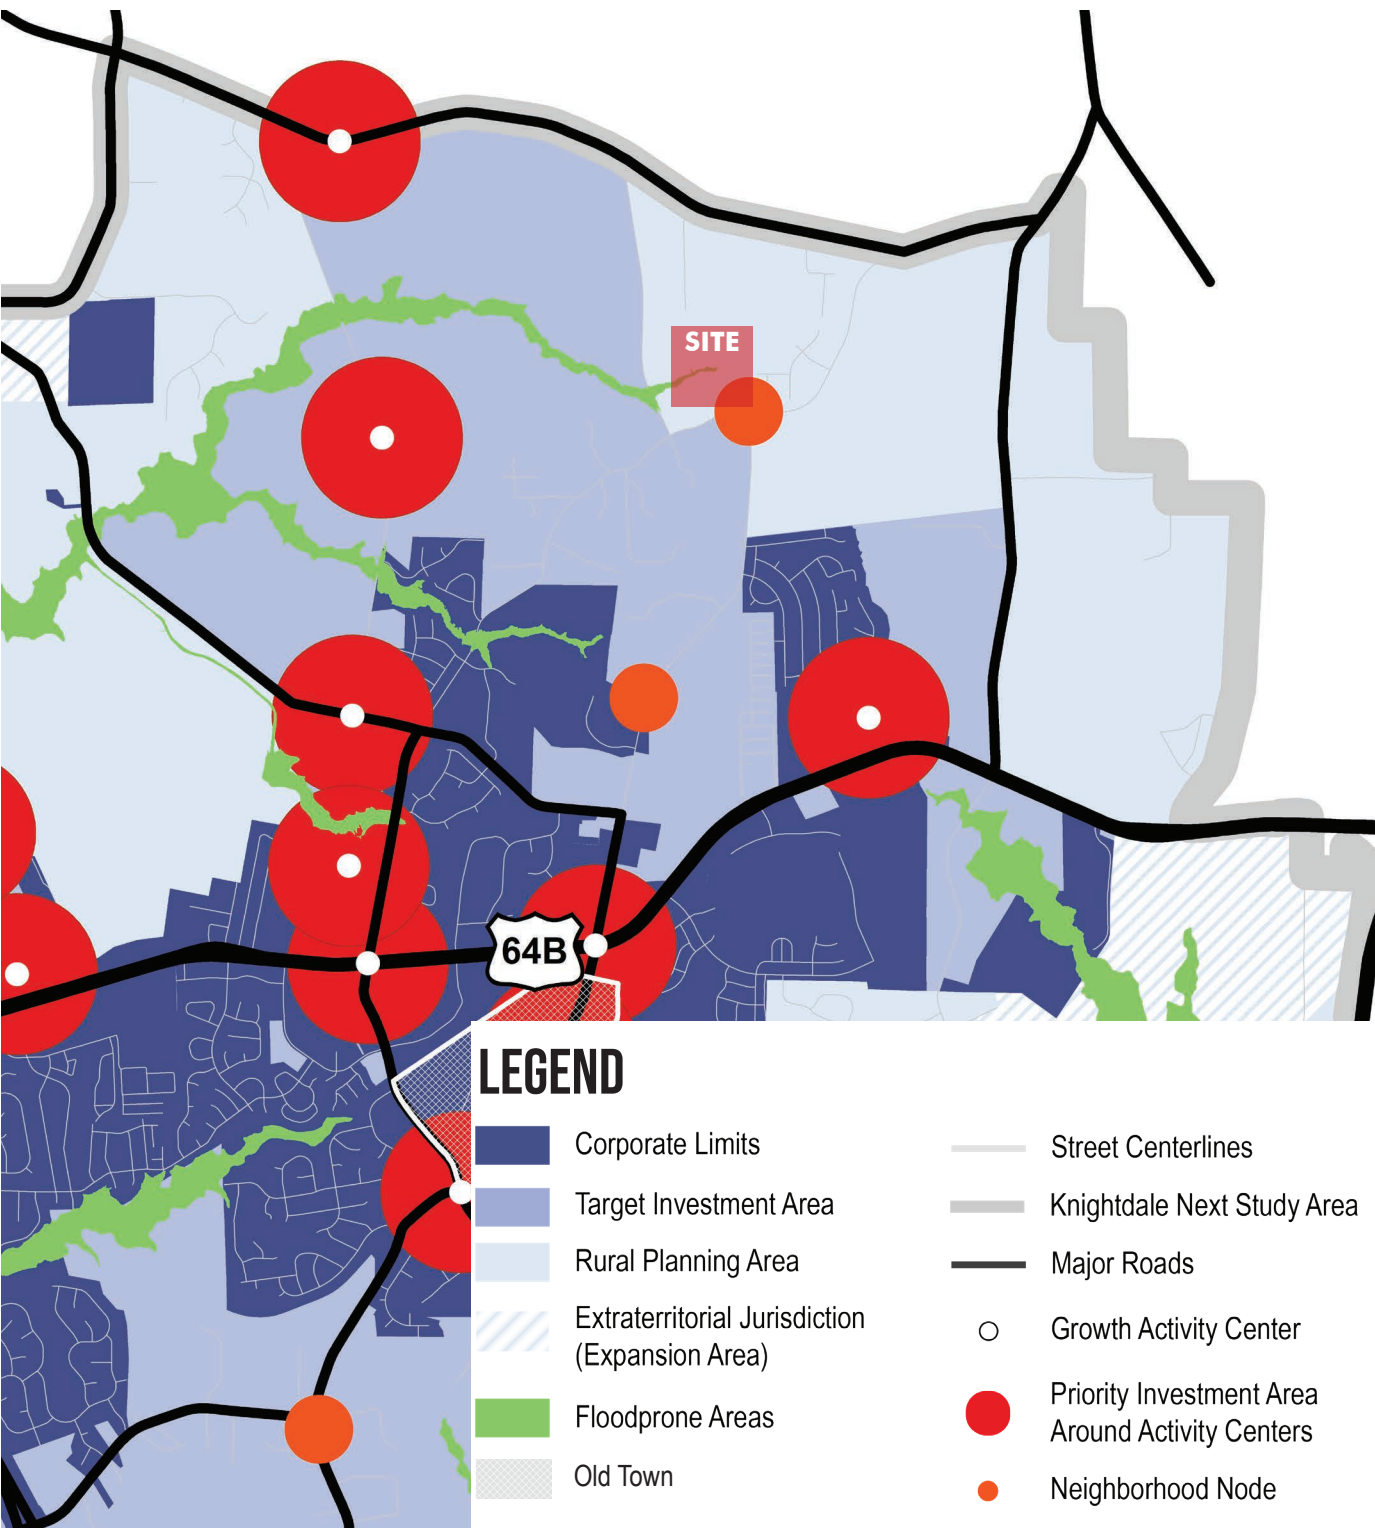 SITE
64B
LEGEND
Corporate Limits
Target Investment Area
Rural Planning Area
Extraterritorial Jurisdiction
(Expansion Area)
Floodprone Areas
Old Town
Street Centerlines
Knightdale Next Study Area
Major Roads
Growth Activity Center
Priority Investment Area
Around Activity Centers
Neighborhood Node